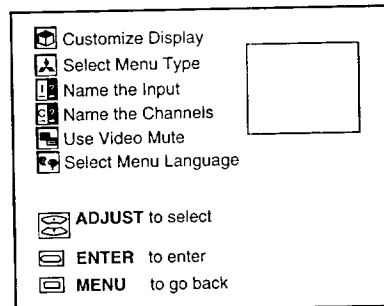 Customize Display
Select Menu Type
Name the Input
Name the Channels
Use Video Mute
Select Menu Language
ADJUST to select
ENTER to enter
MENU to go back